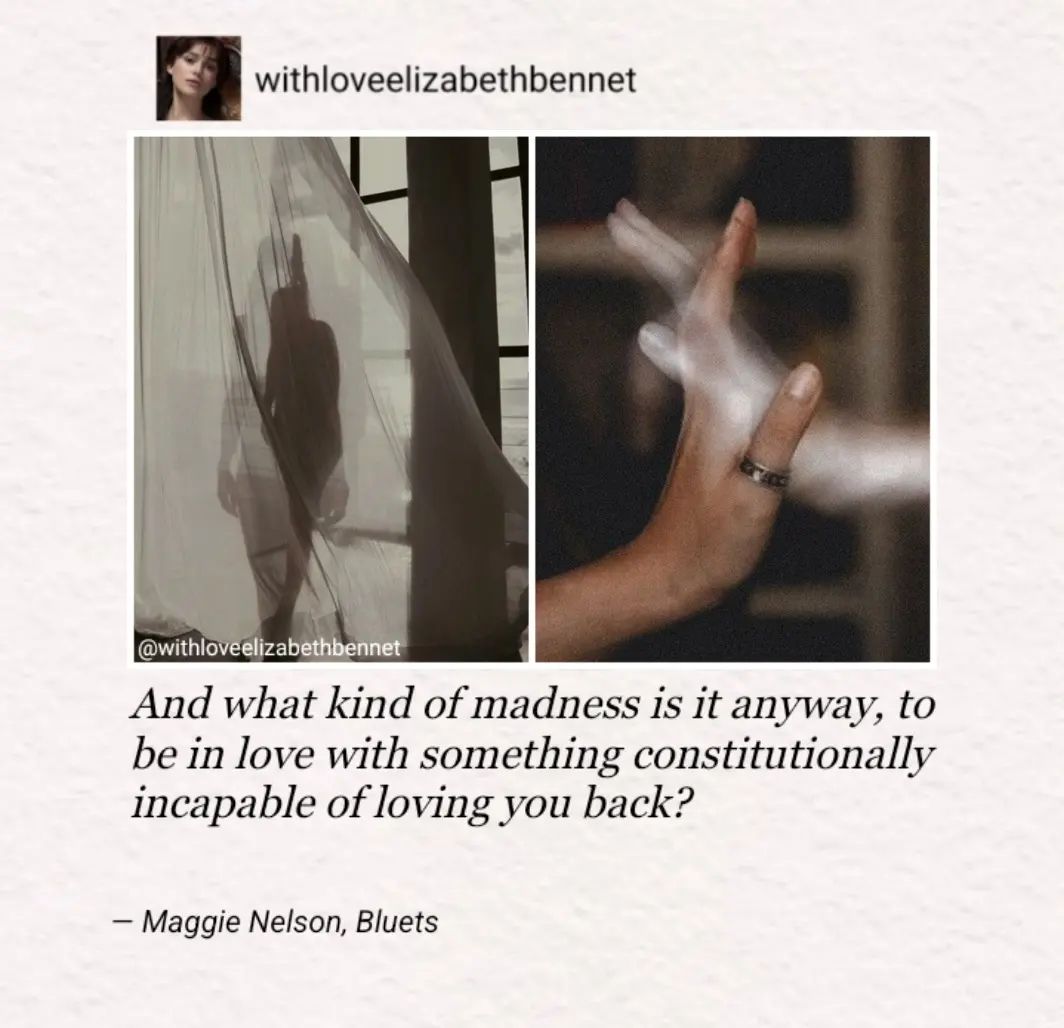 withloveelizabethbennet
@withloveelizabethbennet
And what kind of madness is it anyway, to
be in love with something constitutionally
incapable of loving you back?
— Maggie Nelson, Bluets